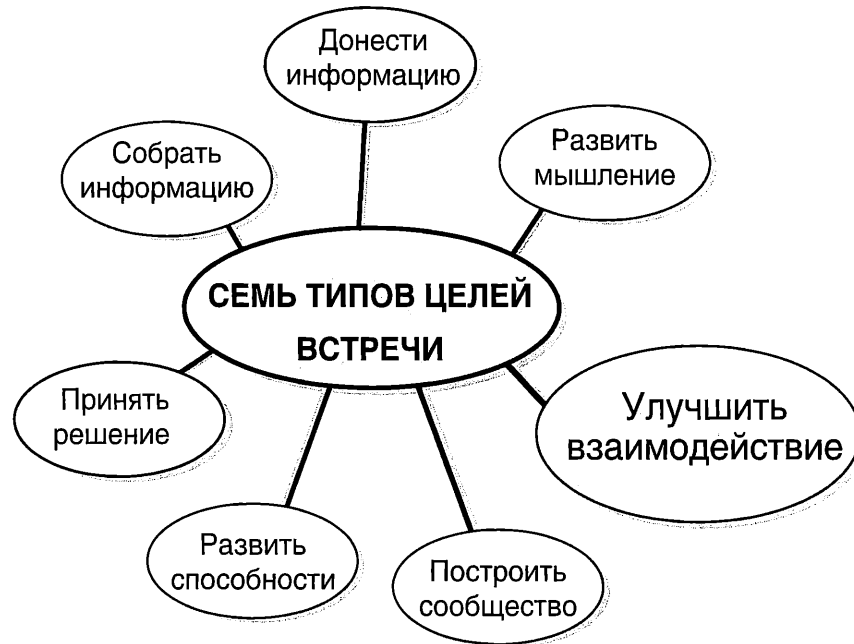 Донести
информацию
Собрать
информацию
Развить
мышление
СЕМЬ ТИПОВ ЦЕЛЕЙ
ВСТРЕЧИ
Принять
решение
Улучшить
взаимодействие
Развить
способности
Построить
сообщество